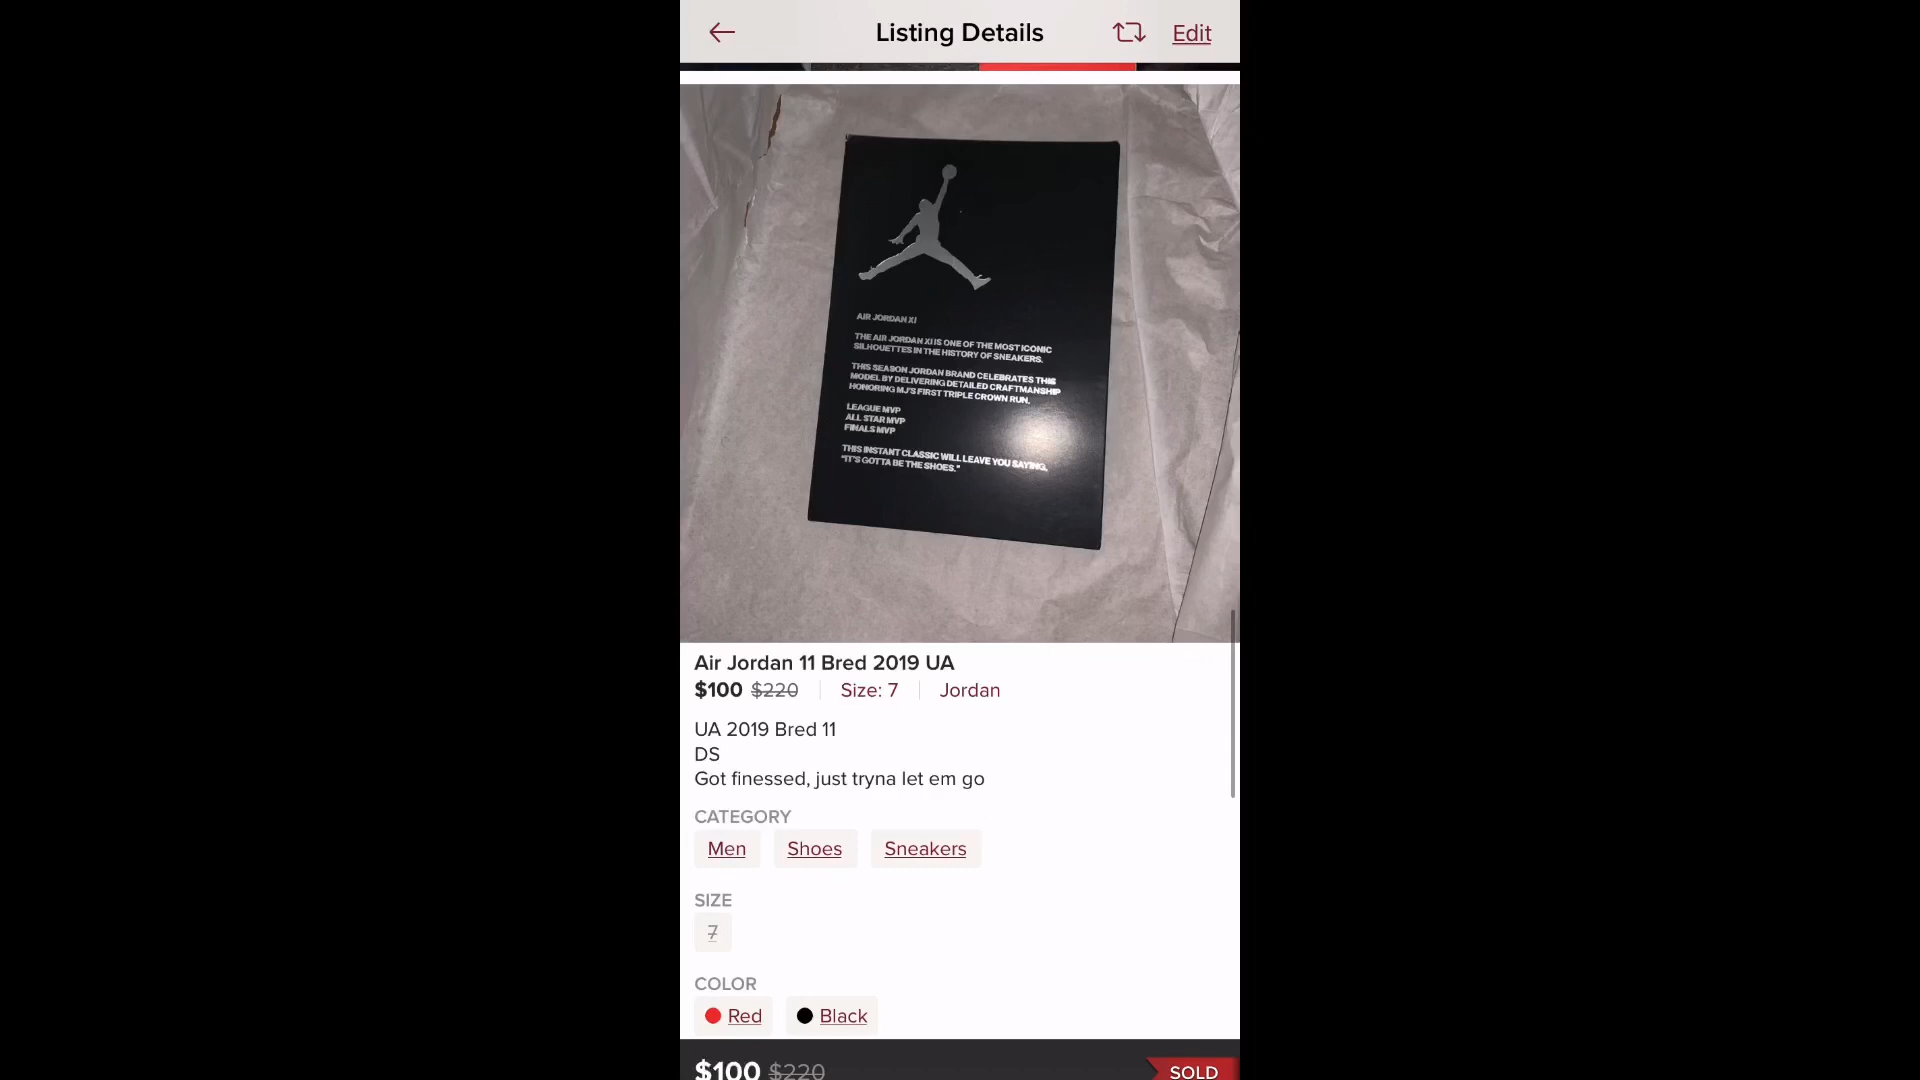 Listing Details
Edit
AIR JORDAN XI
THE AIR JORDAN XI IS ONE OF THE MOST ICONIC
SILHOUETTES IN THE HISTORY OF SNEAKERS.
THIS SEASON JORDAN BRAND CELEBRATES THIS
MODEL BY DELIVERING DETAILED CRAFTMANSHIP
HONORING MJ'S FIRST TRIPLE CROWN RUN.
LEAGUE MVP
ALL STAR MVP
FINALS MVP
THIS INSTANT CLASSIC WILL LEAVE YOU SAYING,
"IT'S GOTTA BE THE SHOES."
Air Jordan 11 Bred 2019 UA
$100 $220 Size: 7 Jordan
UA 2019 Bred 11
DS
Got finessed, just tryna let em go
CATEGORY
Men Shoes Sneakers
SIZE
7
COLOR
Red Black
$100 $220 SOLD